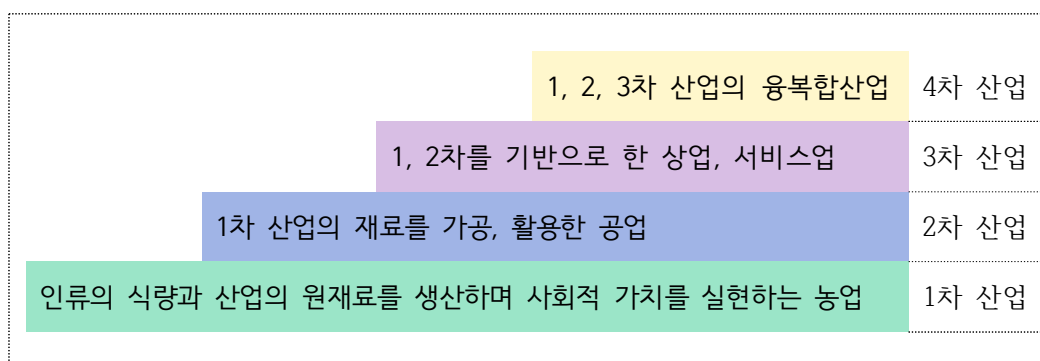 1, 2, 3차 산업의 융복합산업 4차 산업
1, 2차를 기반으로 한 상업, 서비스업 3차 산업
1차 산업의 재료를 가공, 활용한 공업 2차 산업
인류의 식량과 산업의 원재료를 생산하며 사회적 가치를 실현하는 농업 1차 산업